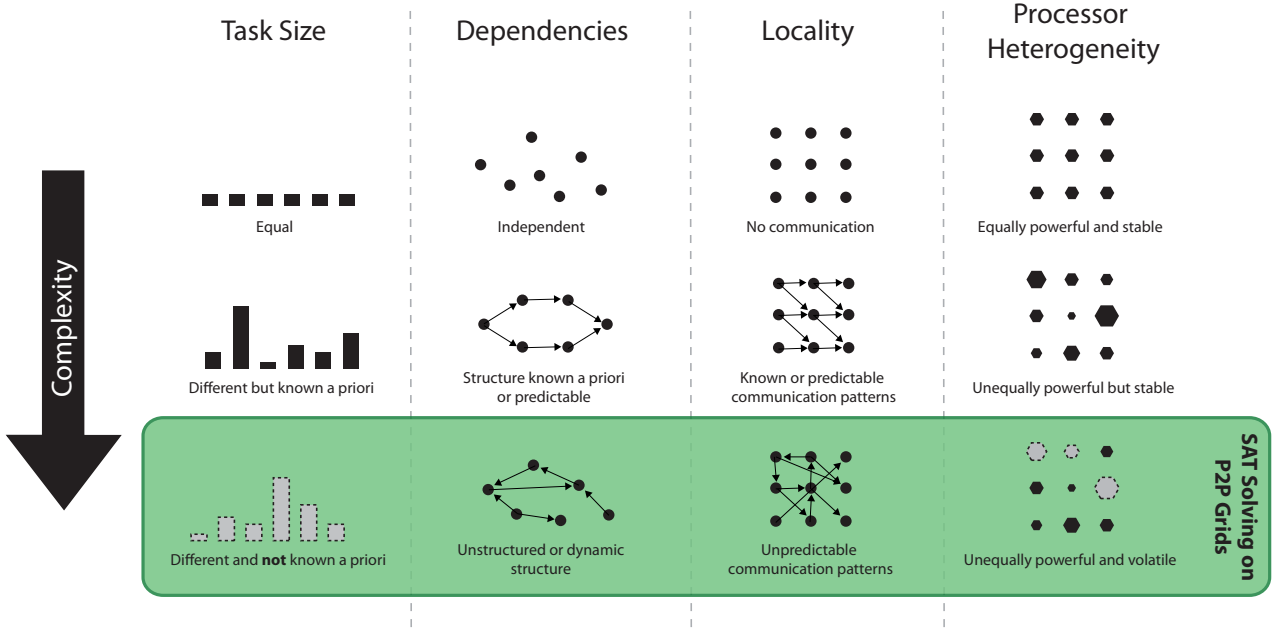 Task Size
Dependencies
Locality
Processor
Heterogeneity
Complexity
Equal
Independent
No communication
Equally powerful and stable
Different but known a priori
Structure known a priori
or predictable
Known or predictable
communication patterns
Unequally powerful but stable
Different and not known a priori
Unstructured or dynamic
structure
Unpredictable
communication patterns
Unequally powerful and volatile
SAT Solving on
P2P Grids